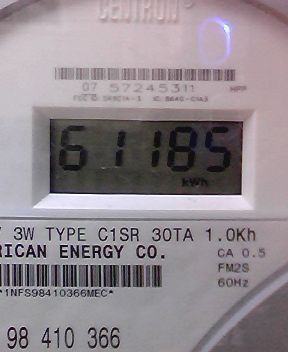 CENTRON®
07 57245311 HPP
61185
kWh
3W TYPE C1SR 30TA 1.0Kh
RICAN ENERGY CO.
CA 0.5
FM2S
60Hz
*1NFS98410366MEC*
98 410 366